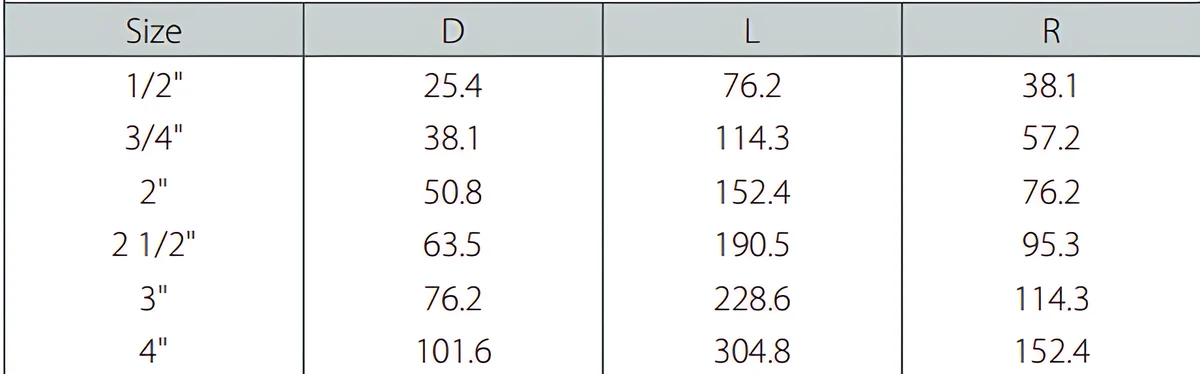 Size D L R
1/2" 25.4 76.2 38.1
3/4" 38.1 114.3 57.2
2" 50.8 152.4 76.2
2 1/2" 63.5 190.5 95.3
3" 76.2 228.6 114.3
4" 101.6 304.8 152.4